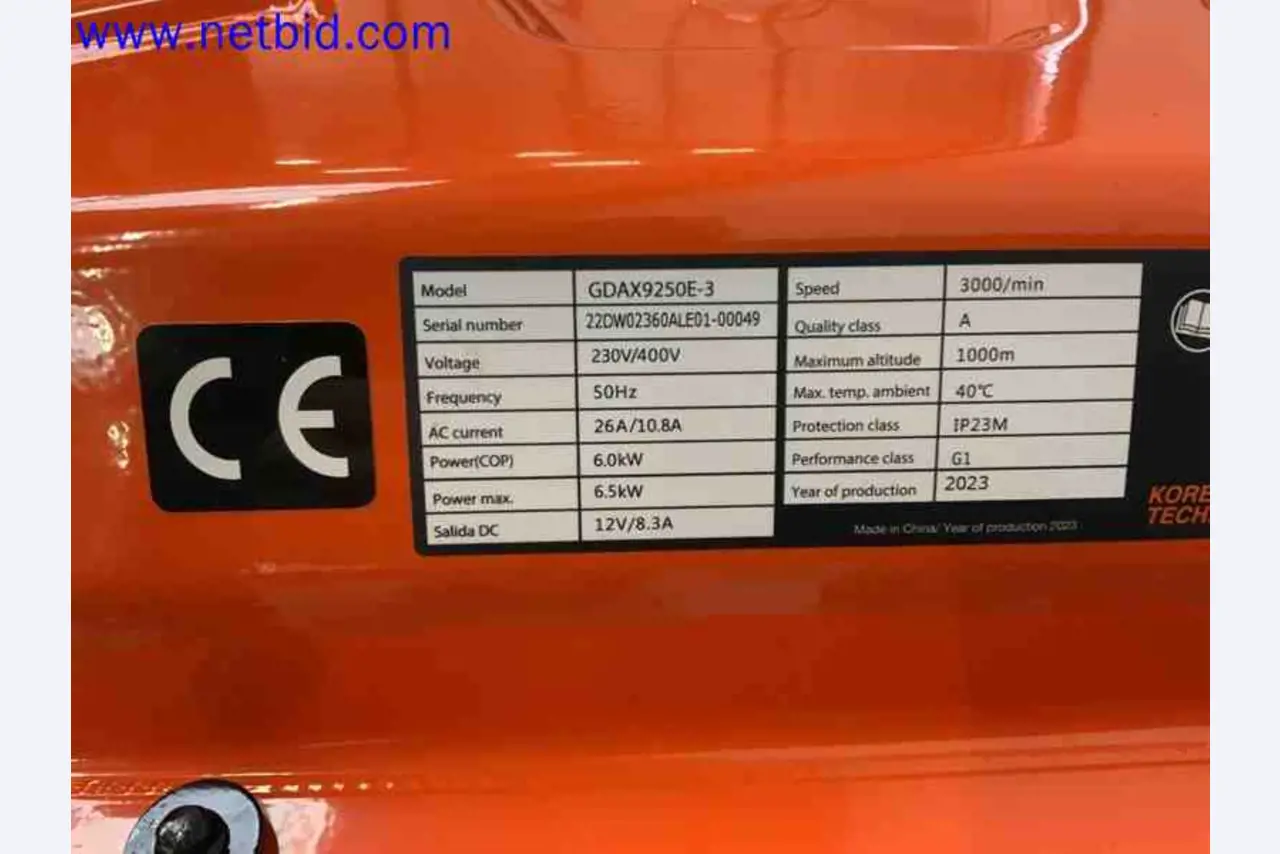 www.netbid.com
Model GDAX9250E-3
Serial number 22DW02360ALE01-00049
Voltage 230V/400V
Frequency 50Hz
AC current 26A/10.8A
Power(COP) 6.0kW
Power max. 6.5kW
Salida DC 12V/8.3A
Speed 3000/min
Quality class A
Maximum altitude 1000m
Max. temp. ambient 40℃
Protection class IP23M
Performance class G1
Year of production 2023
Made in China/ Year of production 2023
KORE
TECH
CE